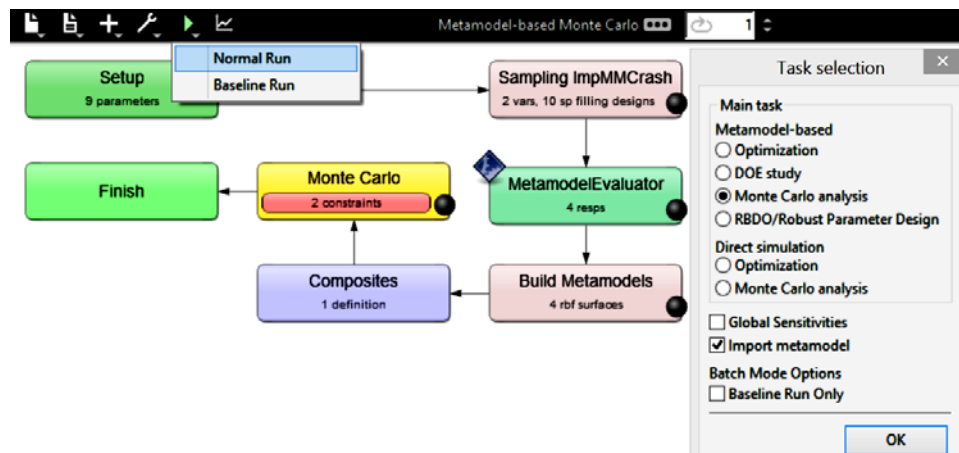 Metamodel-based Monte Carlo
1
Normal Run
Baseline Run
Setup
9 parameters
Sampling ImpMMCrash
2 vars, 10 sp filling designs
Finish
Monte Carlo
2 constraints
MetamodelEvaluator
4 resps
Composites
1 definition
Build Metamodels
4 rbf surfaces
Task selection
Main task
Metamodel-based
Optimization
DOE study
Monte Carlo analysis
RBDO/Robust Parameter Design
Direct simulation
Optimization
Monte Carlo analysis
Global Sensitivities
Import metamodel
Batch Mode Options
Baseline Run Only
OK